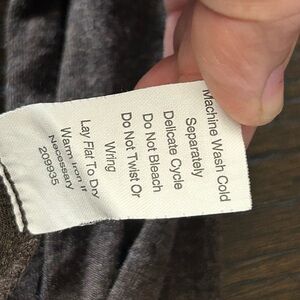 Machine Wash Cold
Separately
Delicate Cycle
Do Not Bleach
Do Not Twist Or
Wring
Lay Flat To Dry
Warm Iron If
Necessary
209935